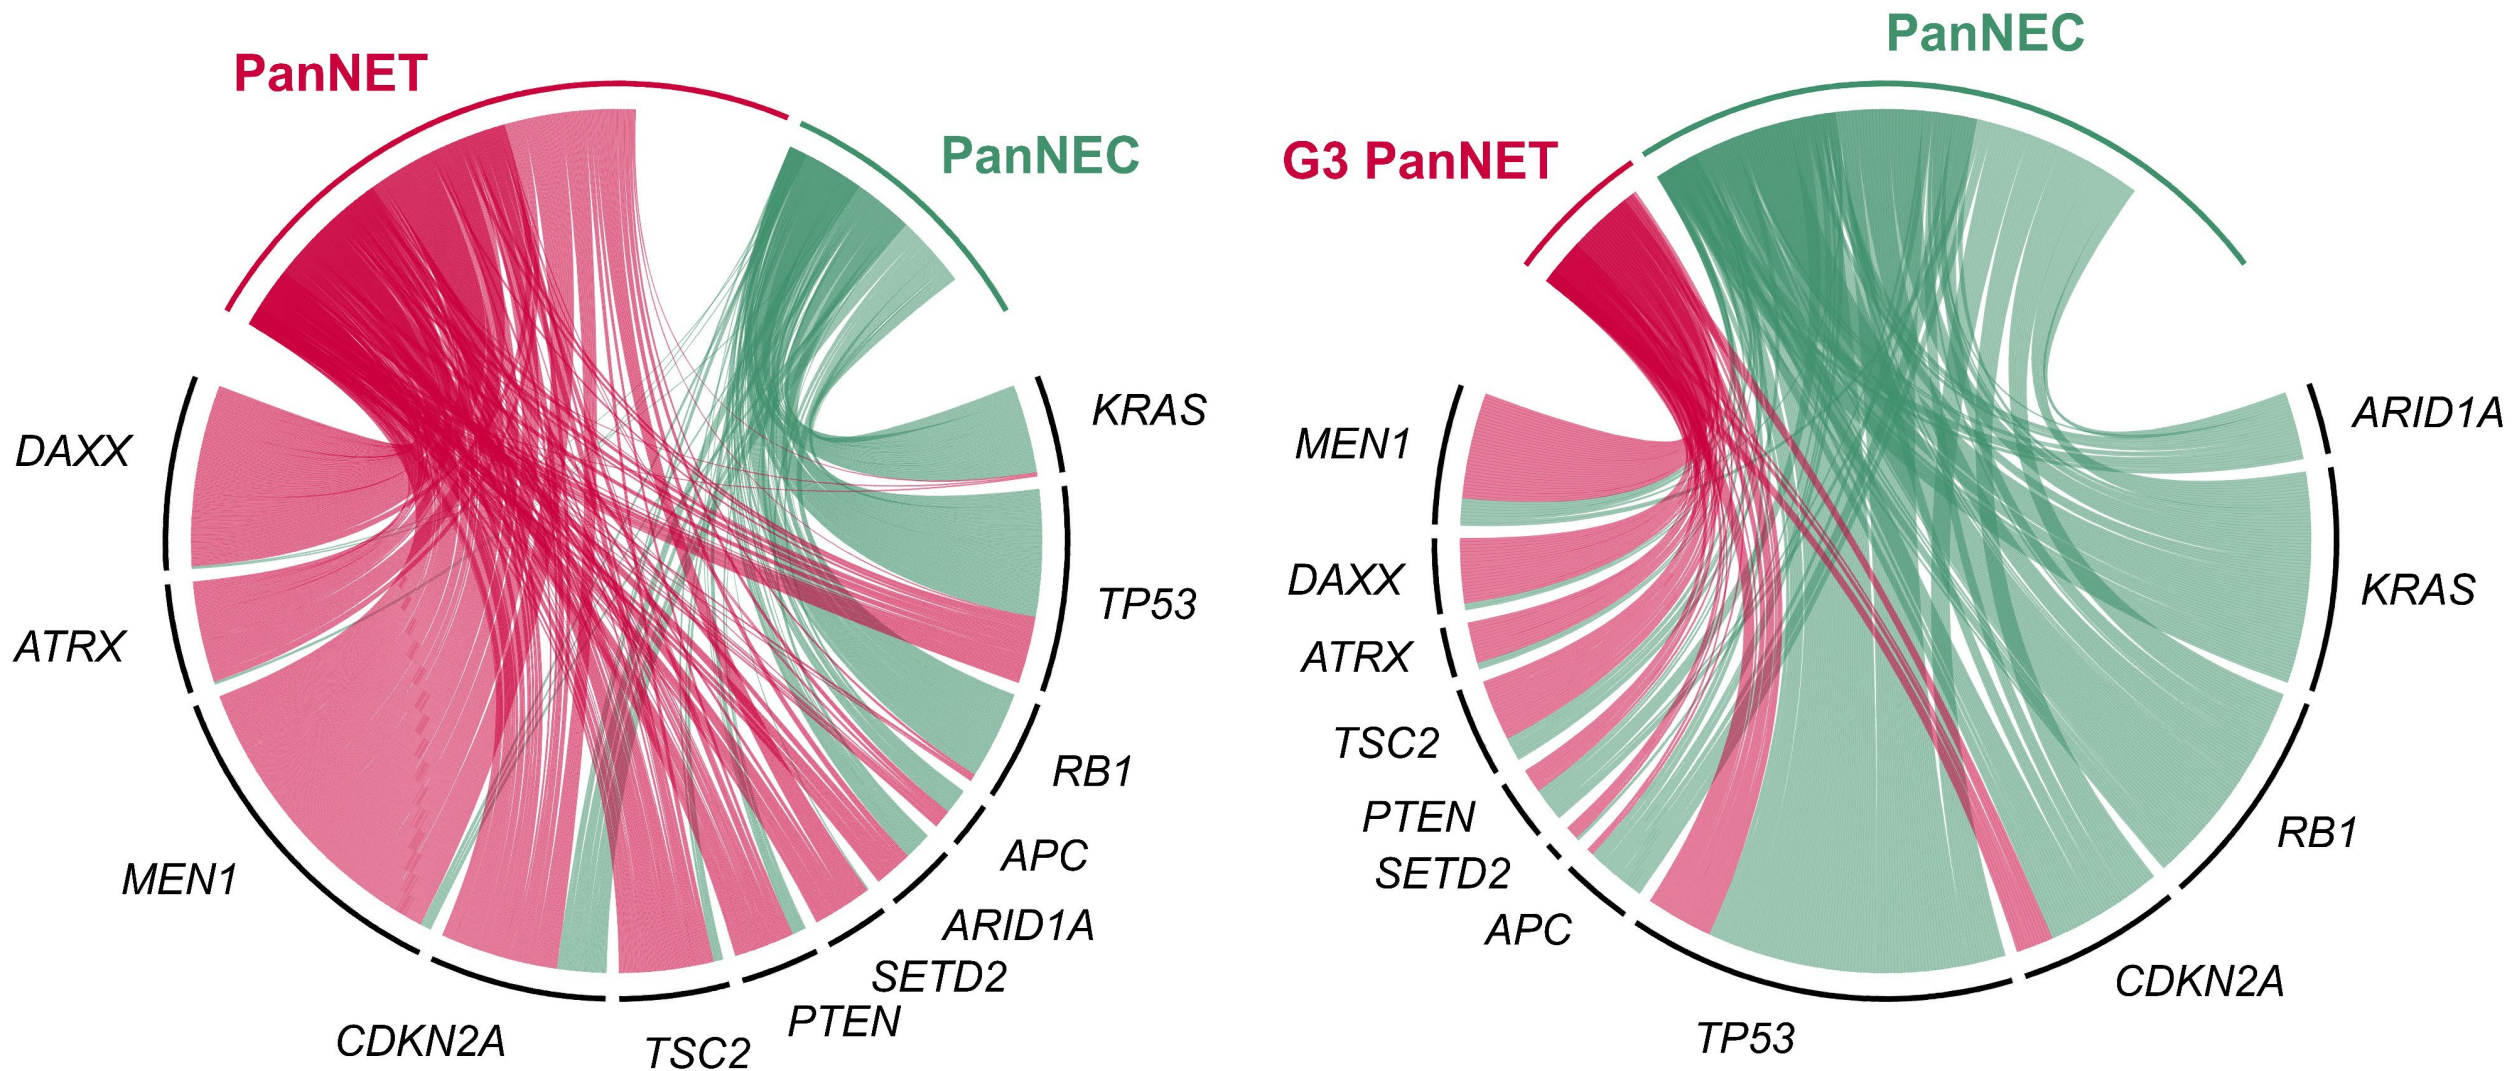 PanNET
PanNEC
DAXX
ATRX
MEN1
CDKN2A
TSC2
PTEN
SETD2
ARID1A
APC
RB1
TP53
KRAS
PanNEC
G3 PanNET
MEN1
DAXX
ATRX
TSC2
PTEN
SETD2
APC
TP53
CDKN2A
RB1
KRAS
ARID1A